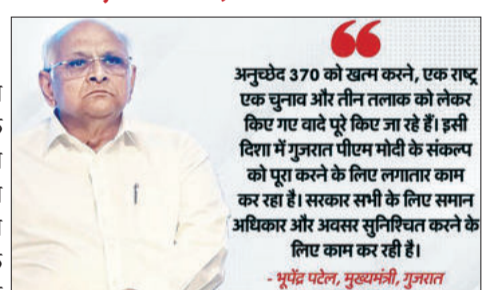 अनुच्छेद 370 को खत्म करने, एक राष्ट्र
एक चुनाव और तीन तलाक को लेकर
किए गए वादे पूरे किए जा रहे हैं। इसी
दिशा में गुजरात पीएम मोदी के संकल्प
को पूरा करने के लिए लगातार काम
कर रहा है। सरकार सभी के लिए समान
अधिकार और अवसर सुनिश्चित करने के
लिए काम कर रही है।
- भूपेंद्र पटेल, मुख्यमंत्री, गुजरात